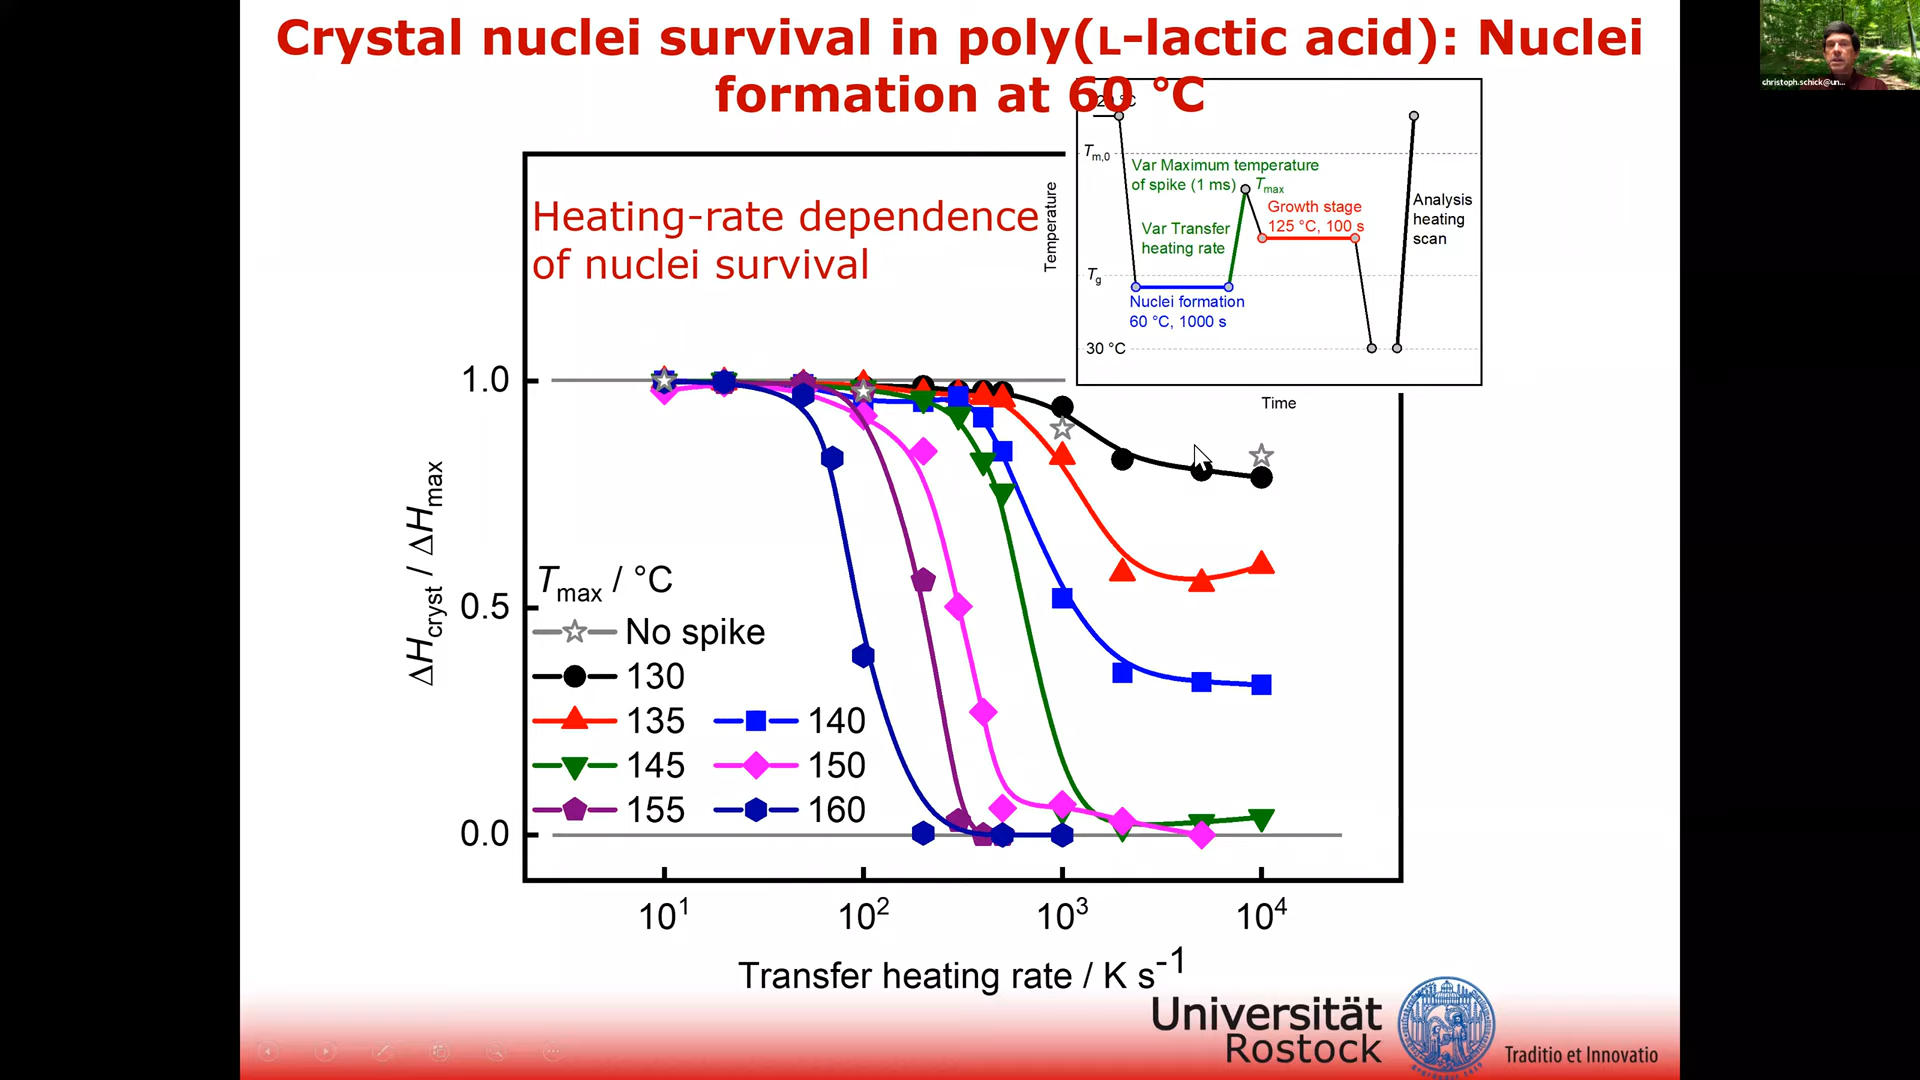 Crystal nuclei survival in poly(L-lactic acid): Nuclei
formation at 60 °C
christoph.schick@un...
Heating-rate dependence
of nuclei survival
Temperature
Tm,0
Var Maximum temperature
of spike (1 ms)
Tmax
Growth stage
125 °C, 100 s
Var Transfer
heating rate
Analysis
heating
scan
Tg
Nuclei formation
60 °C, 1000 s
30 °C
Time
1.0
0.5
0.0
ΔHcryst / ΔHmax
Tmax / °C
No spike
130
135 140
145 150
155 160
10¹ 10² 10³ 10⁴
Transfer heating rate / K s⁻¹
Universität
Rostock
Traditio et Innovatio